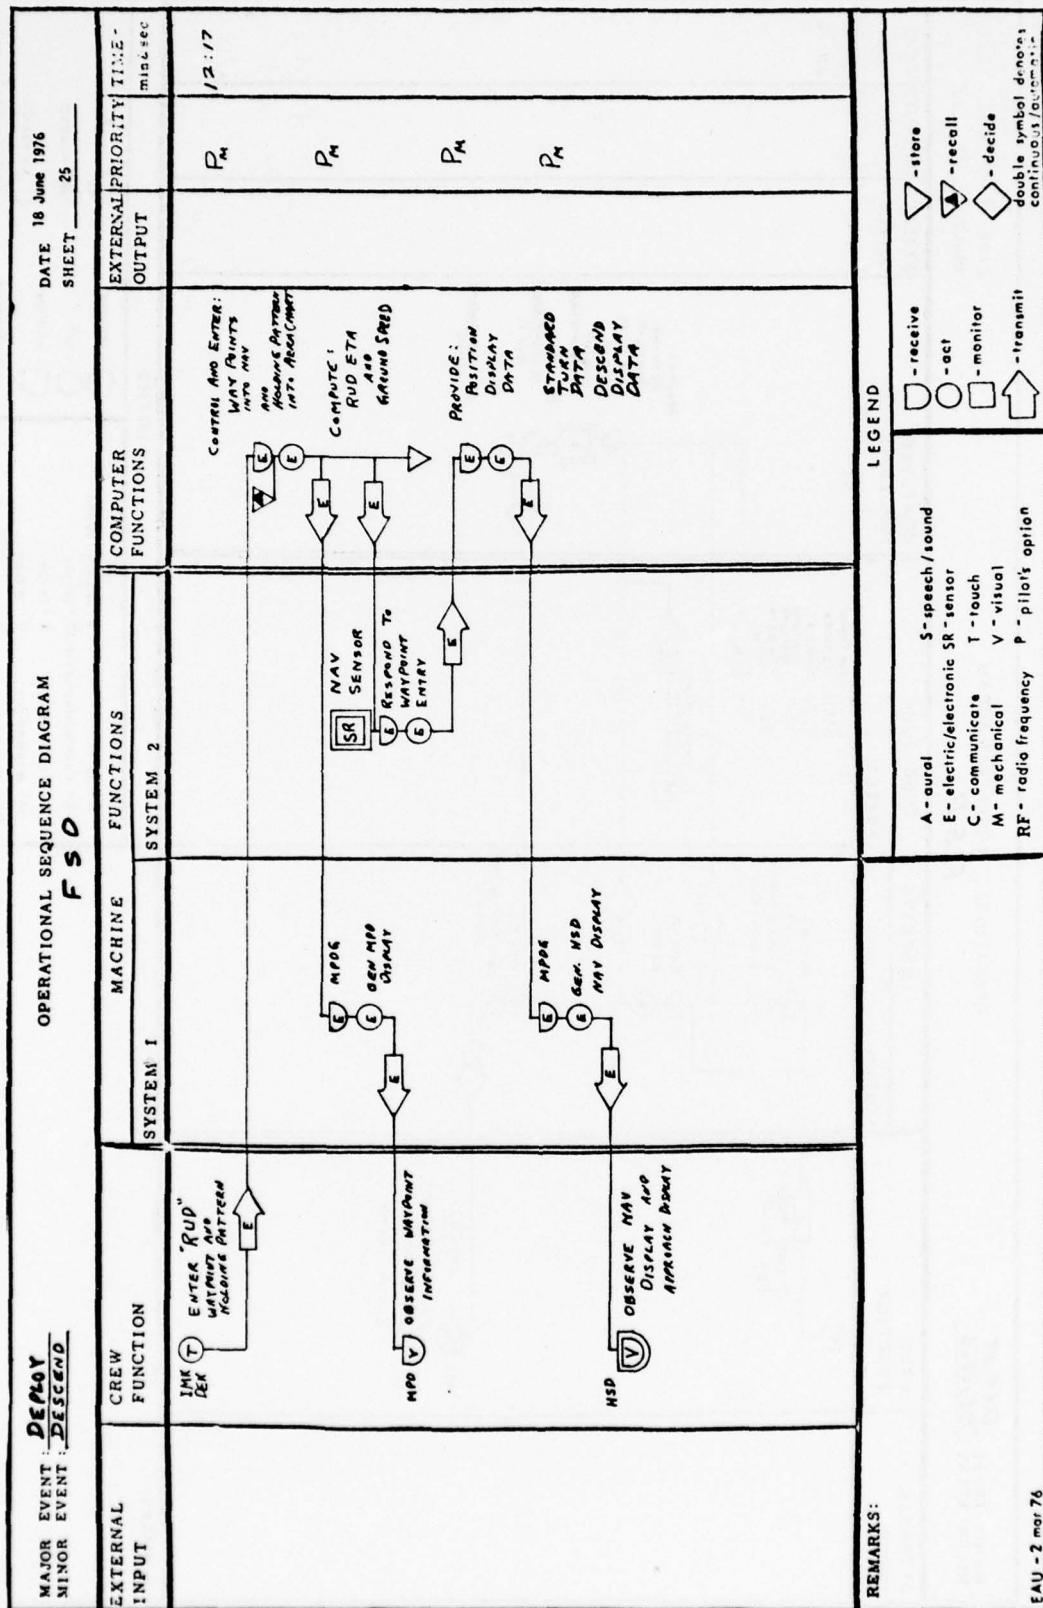 MAJOR EVENT: DEPLOY
MINOR EVENT: DESCEND
OPERATIONAL SEQUENCE DIAGRAM
FSO
DATE 18 June 1976
SHEET 25
EXTERNAL
INPUT
CREW
FUNCTION
MACHINE FUNCTIONS
SYSTEM 1
SYSTEM 2
COMPUTER
FUNCTIONS
EXTERNAL
OUTPUT
PRIORITY
TIME-
min&sec
IMK
DEK
T
ENTER "RUD"
WAYPOINT AND
HOLDING PATTERN
E
E
E
CONTROL AND ENTER:
WAY POINTS
INTO NAV
AND
HOLDING PATTERN
INTO AREA CHART
PM
12:17
E
E
COMPUTE:
RUD ETA
AND
GROUND SPEED
PM
NAV
SENSOR
SR
E
E
RESPOND TO
WAYPOINT
ENTRY
E
MPDG
E
E
GEN MPD
DISPLAY
E
MPD
V
OBSERVE WAYPOINT
INFORMATION
E
E
E
PROVIDE:
POSITION
DISPLAY
DATA
PM
STANDARD
TURN
DATA
DESCEND
DISPLAY
DATA
PM
MPDG
E
E
GEN. HSD
NAV DISPLAY
E
HSD
V
OBSERVE NAV
DISPLAY AND
APPROACH DISPLAY
REMARKS:
LEGEND
A - aural
S - speech/sound
E - electric/electronic
SR - sensor
C - communicate
T - touch
M - mechanical
V - visual
RF - radio frequency
P - pilot's option
- receive
- act
- monitor
- transmit
- store
- recall
- decide
double symbol denotes
continuous/automatic
EAU - 2 mar 76